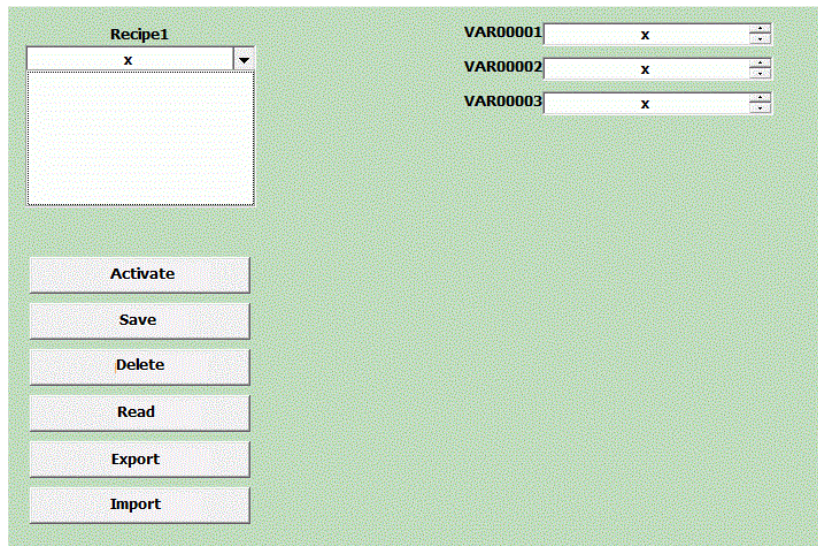 Recipe1
x
VAR00001 x
VAR00002 x
VAR00003 x
Activate
Save
Delete
Read
Export
Import